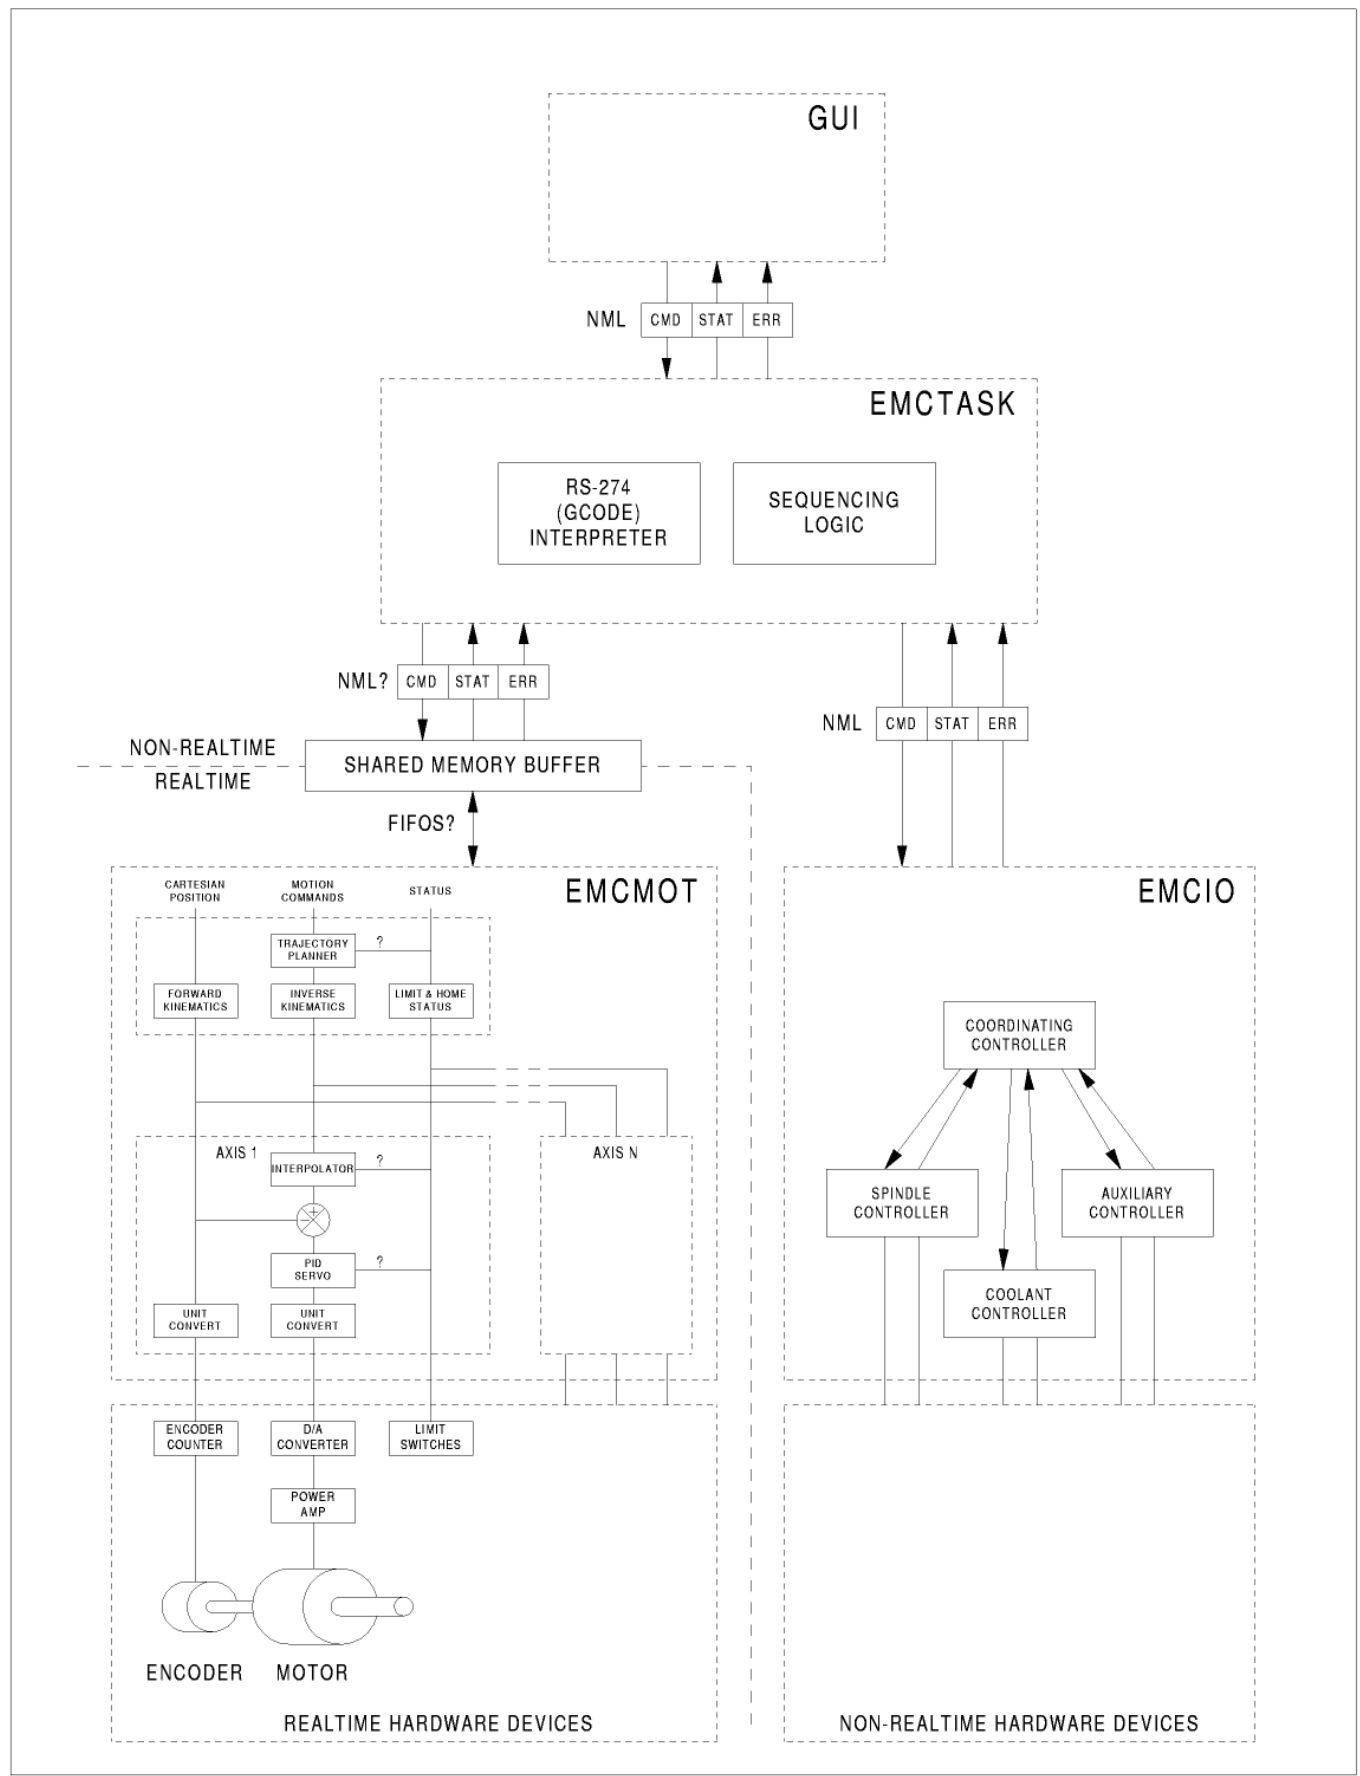 GUI
NML
CMD
STAT
ERR
EMCTASK
RS-274
(GCODE)
INTERPRETER
SEQUENCING
LOGIC
NML?
CMD
STAT
ERR
NML
CMD
STAT
ERR
NON-REALTIME
REALTIME
SHARED MEMORY BUFFER
FIFOS?
EMCMOT
CARTESIAN
POSITION
MOTION
COMMANDS
STATUS
TRAJECTORY
PLANNER
?
FORWARD
KINEMATICS
INVERSE
KINEMATICS
LIMIT & HOME
STATUS
AXIS 1
INTERPOLATOR
?
+
−
PID
SERVO
?
UNIT
CONVERT
UNIT
CONVERT
AXIS N
EMCIO
COORDINATING
CONTROLLER
SPINDLE
CONTROLLER
AUXILIARY
CONTROLLER
COOLANT
CONTROLLER
ENCODER
COUNTER
D/A
CONVERTER
LIMIT
SWITCHES
POWER
AMP
ENCODER
MOTOR
REALTIME HARDWARE DEVICES
NON-REALTIME HARDWARE DEVICES